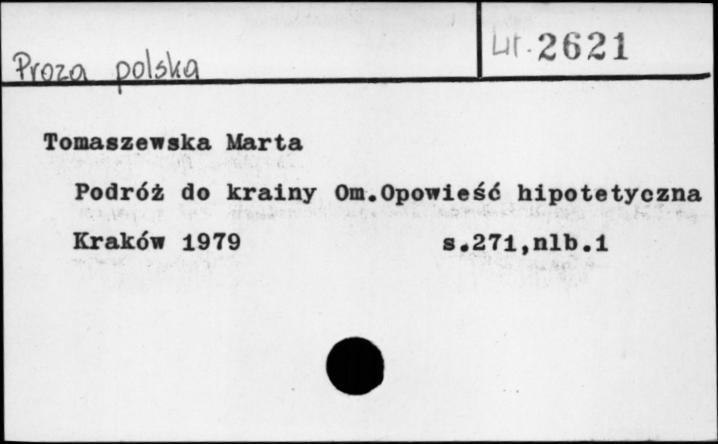 Proza polska
Lit. 2621
Tomaszewska Marta
Podróż do krainy Om.Opowieść hipotetyczna
Kraków 1979 s.271,nlb.1